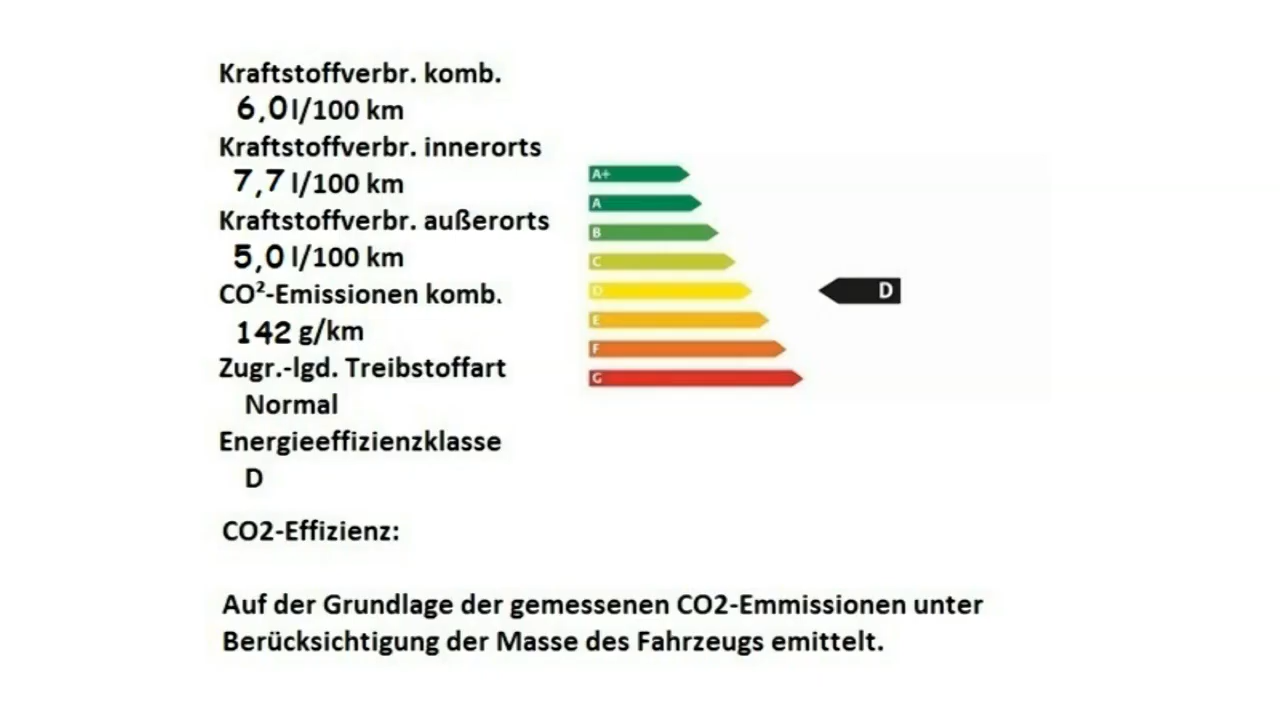 Kraftstoffverbr. komb.
6,0 l/100 km
Kraftstoffverbr. innerorts
7,7 l/100 km
Kraftstoffverbr. außerorts
5,0 l/100 km
CO²-Emissionen komb.
142 g/km
Zugr.-lgd. Treibstoffart
Normal
Energieeffizienzklasse
D
A+
A
B
C
D
E
F
G
D
CO2-Effizienz:
Auf der Grundlage der gemessenen CO2-Emmissionen unter
Berücksichtigung der Masse des Fahrzeugs emittelt.